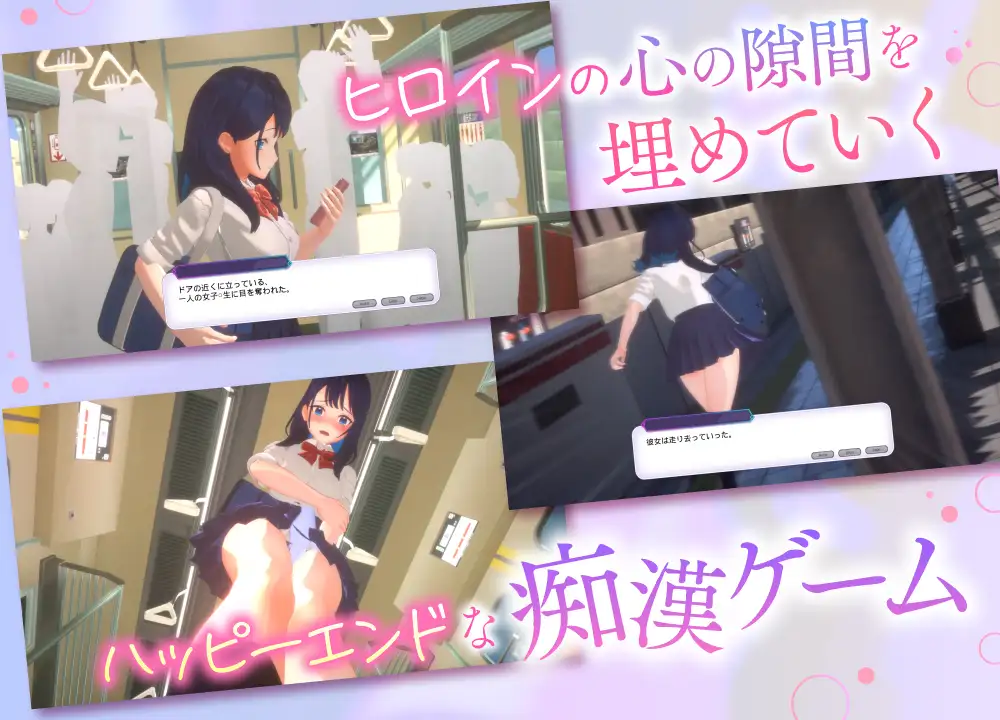 ヒロインの心の隙間を
埋めていく
ドアの近くに立っている、
一人の女子○生に目を奪われた。
彼女は走り去っていった。
ハッピーエンドな痴漢ゲーム